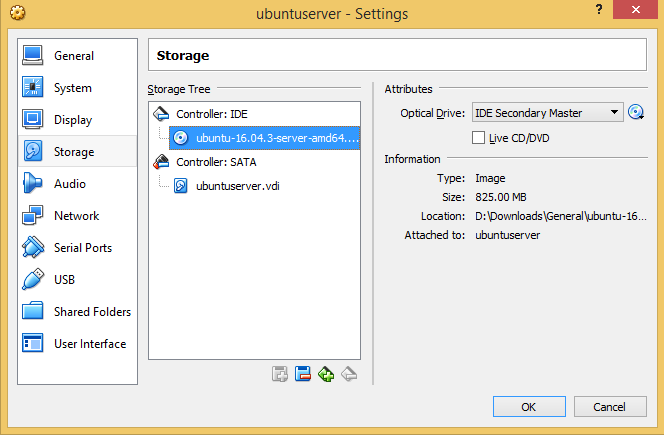 ubuntuserver - Settings
?
General
System
Display
Storage
Audio
Network
Serial Ports
USB
Shared Folders
User Interface
Storage
Storage Tree
Controller: IDE
ubuntu-16.04.3-server-amd64....
Controller: SATA
ubuntuserver.vdi
Attributes
Optical Drive: IDE Secondary Master
Live CD/DVD
Information
Type: Image
Size: 825.00 MB
Location: D:\Downloads\General\ubuntu-16...
Attached to: ubuntuserver
OK Cancel